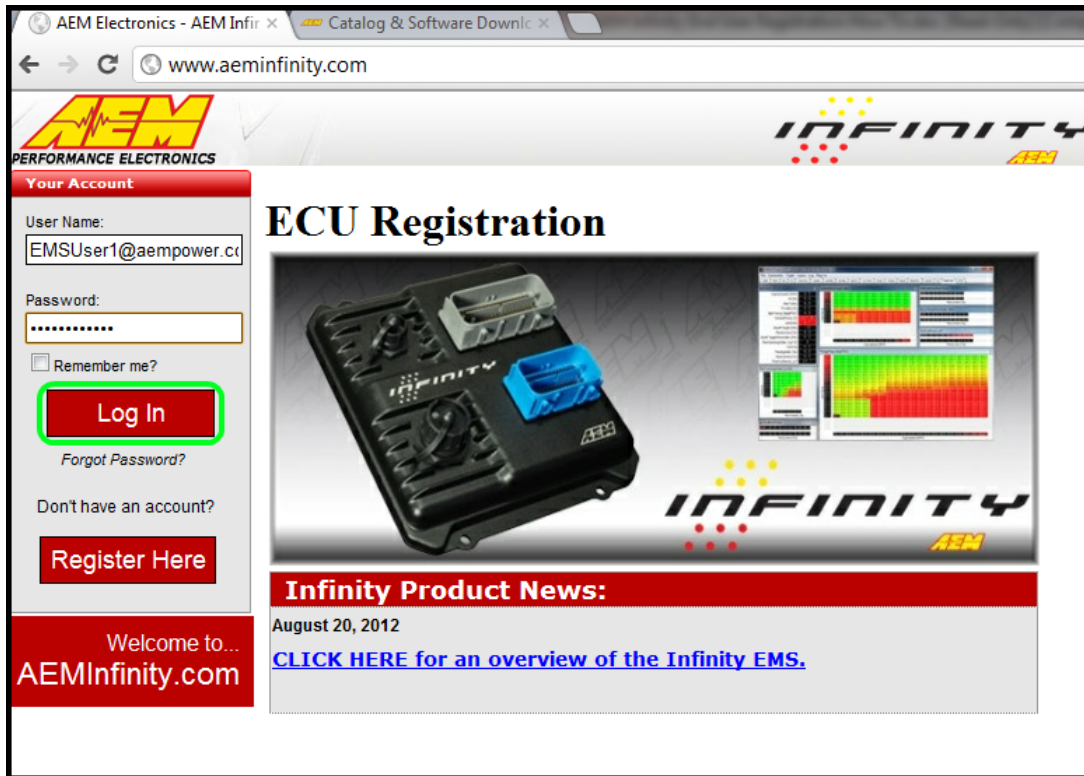 AEM Electronics - AEM Infir
Catalog & Software Downlc
www.aeminfinity.com
AEM
PERFORMANCE ELECTRONICS
INFINITY
AEM
Your Account
User Name:
EMSUser1@aempower.co
Password:
••••••••••••
Remember me?
Log In
Forgot Password?
Don't have an account?
Register Here
Welcome to...
AEMInfinity.com
ECU Registration
INFINITY
AEM
INFINITY
AEM
Infinity Product News:
August 20, 2012
CLICK HERE for an overview of the Infinity EMS.